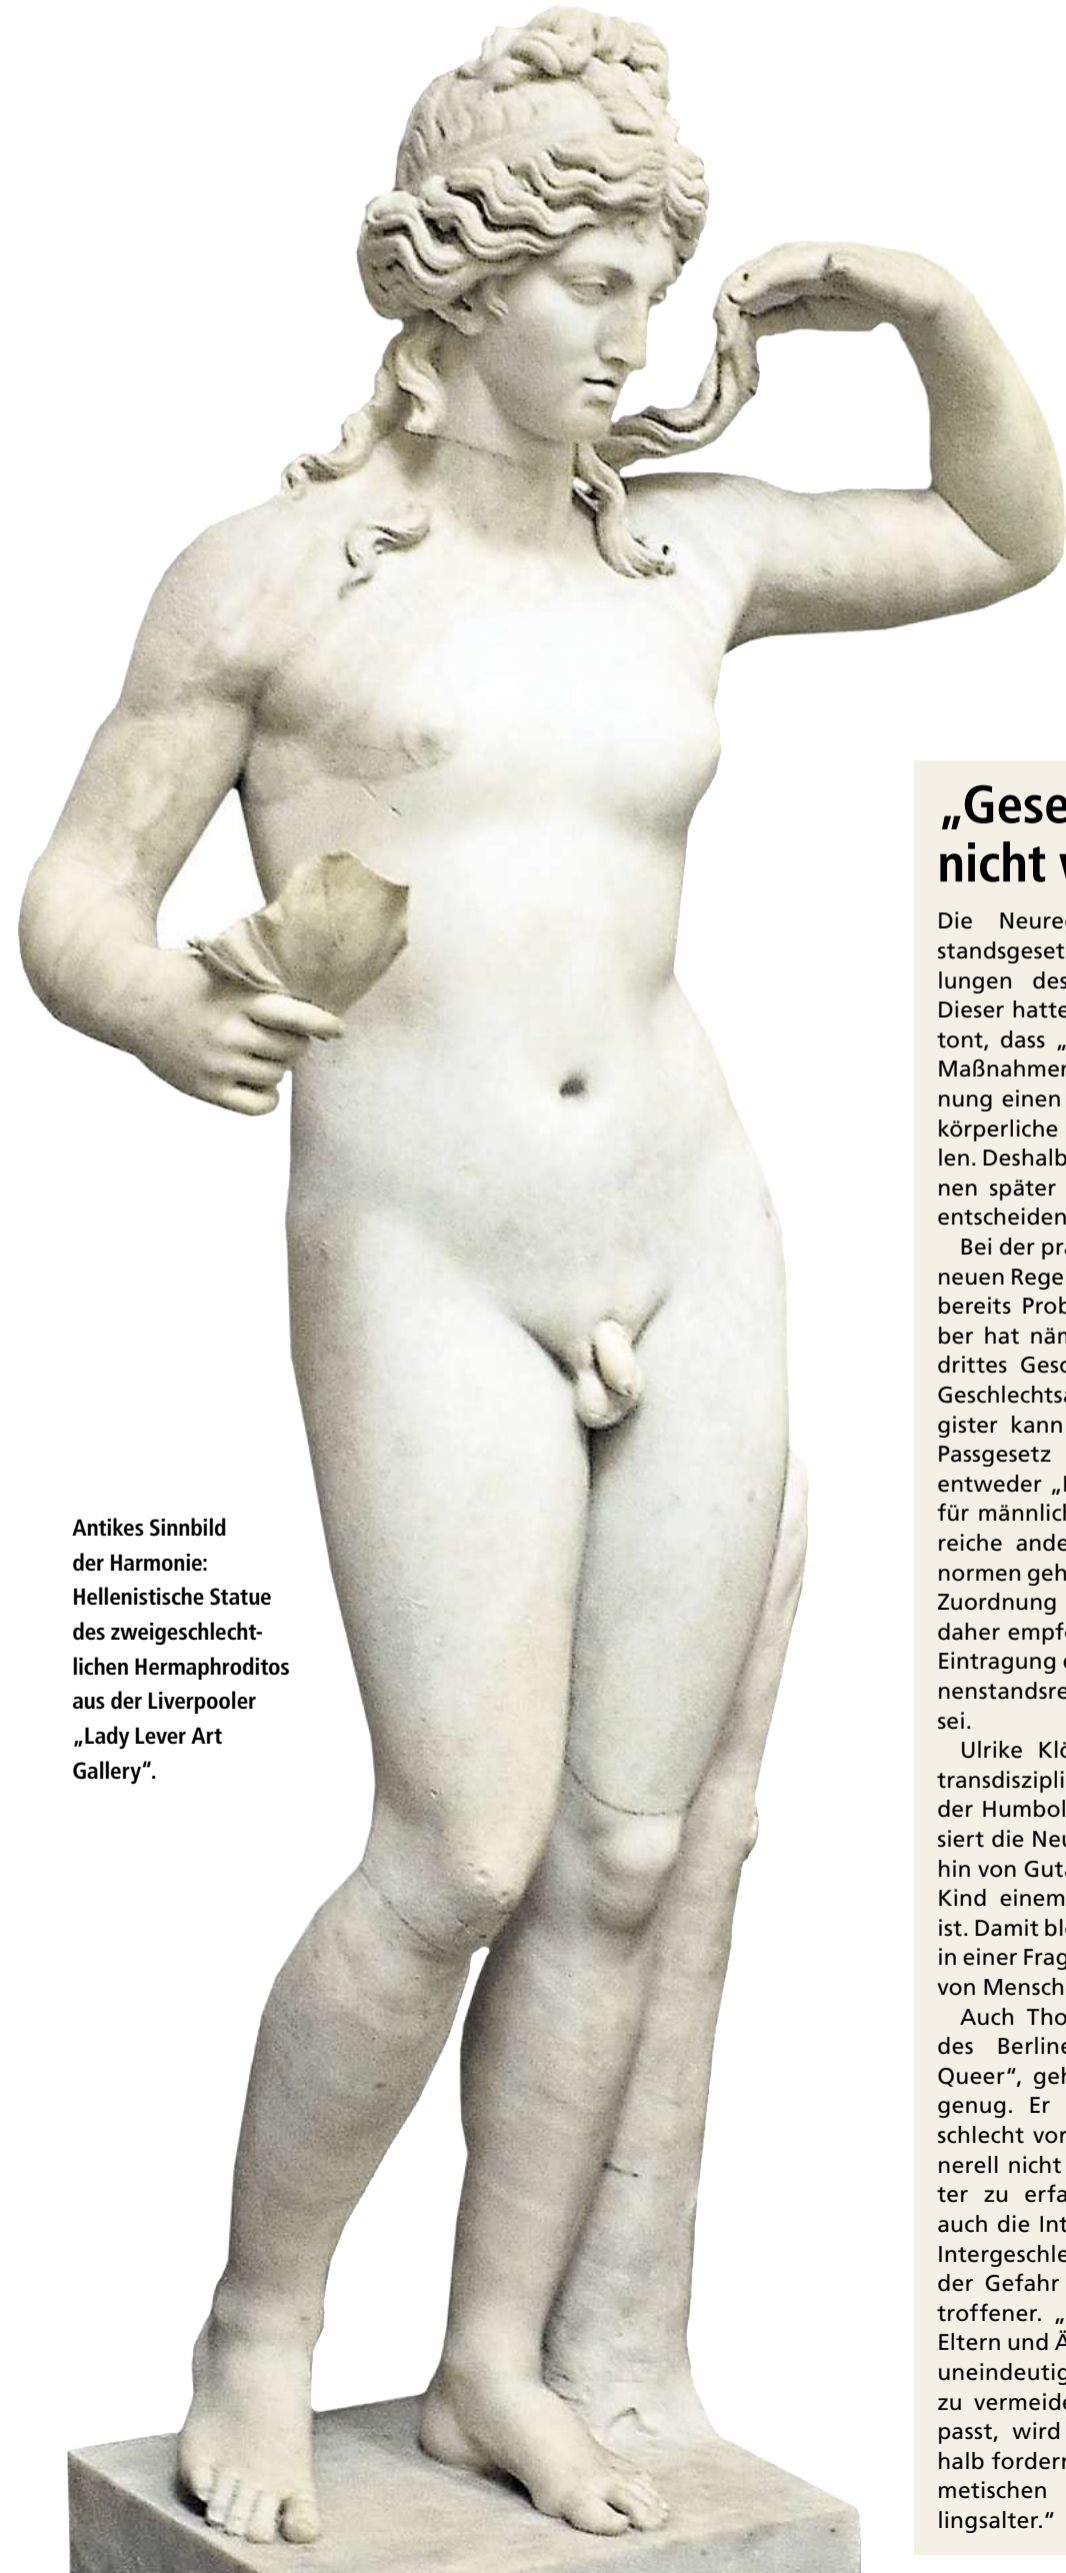 Antikes Sinnbild
der Harmonie:
Hellenistische Statue
des zweigeschlecht-
lichen Hermaphroditos
aus der Liverpooler
„Lady Lever Art
Gallery“.
„Gese
nicht
Die Neure
standsgeset
lungen des
Dieser hatte
tont, dass „
Maßnahmen
nung einen
körperliche
len. Deshalb
nen später
entscheiden
Bei der pra
neuen Rege
bereits Prob
ber hat näm
drittes Gesc
Geschlechtsa
gister kann
Passgesetz
entweder „
für männlich
reiche ande
normen geh
Zuordnung
daher empfo
Eintragung
nenstandsre
sei.
Ulrike Klö
transdiszipli
der Humbol
siert die Neu
hin von Guta
Kind einem
ist. Damit ble
in einer Frag
von Mensch
Auch Tho
des Berline
Queer“, geh
genug. Er
schlecht vor
nerell nicht
ter zu erfa
auch die Int
Intergeschle
der Gefahr
troffener. „
Eltern und Ä
uneindeutig
zu vermeide
passt, wird
halb fordern
metischen
lingsalter.“